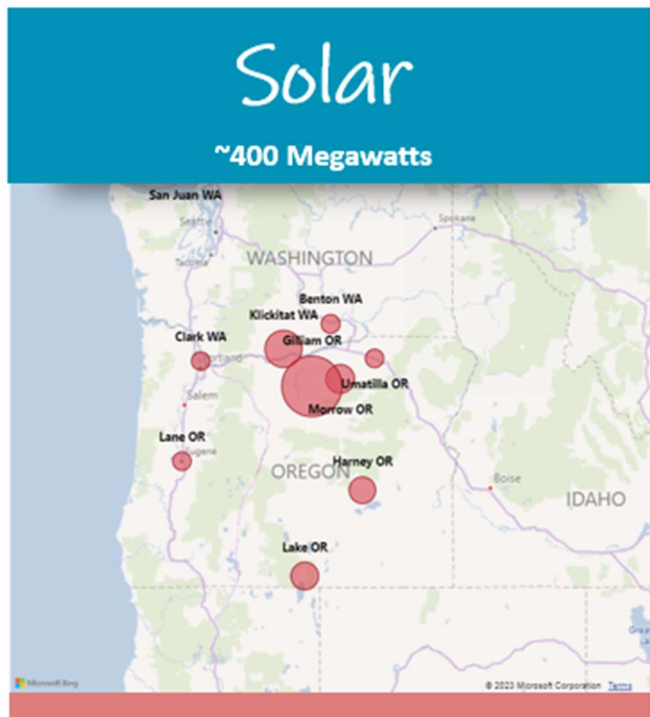 Solar
~400 Megawatts
San Juan WA
Seattle
Spokane
Tacoma
WASHINGTON
Benton WA
Klickitat WA
Clark WA
Gilliam OR
Portland
Umatilla OR
Salem
Morrow OR
Lane OR
Eugene
Harney OR
OREGON
Boise
IDAHO
Lake OR
Microsoft Bing
© 2023 Microsoft Corporation Terms